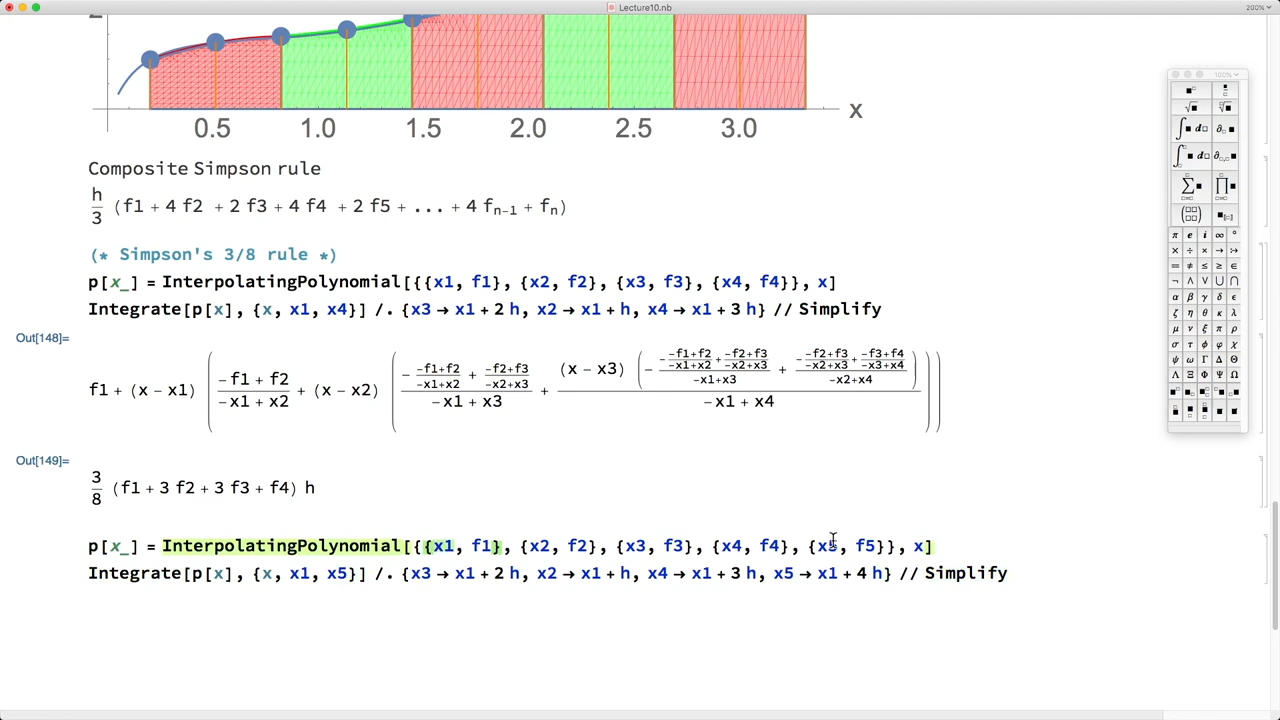 Lecture10.nb
200%
2
0.5 1.0 1.5 2.0 2.5 3.0 x
Composite Simpson rule
h/3 (f1 + 4 f2 + 2 f3 + 4 f4 + 2 f5 + ... + 4 fₙ₋₁ + fₙ)
(* Simpson's 3/8 rule *)
p[x_] = InterpolatingPolynomial[{{x1, f1}, {x2, f2}, {x3, f3}, {x4, f4}}, x]
Integrate[p[x], {x, x1, x4}] /. {x3 → x1 + 2 h, x2 → x1 + h, x4 → x1 + 3 h} // Simplify
Out[148]=
f1 + (x - x1) ((-f1 + f2)/(-x1 + x2) + (x - x2) ((-(-f1+f2)/(-x1+x2) + (-f2+f3)/(-x2+x3))/(-x1 + x3) + ((x - x3) (-(-(-f1+f2)/(-x1+x2) + (-f2+f3)/(-x2+x3))/(-x1+x3) + (-(-f2+f3)/(-x2+x3) + (-f3+f4)/(-x3+x4))/(-x2+x4)))/(-x1 + x4)))
Out[149]=
3/8 (f1 + 3 f2 + 3 f3 + f4) h
p[x_] = InterpolatingPolynomial[{{x1, f1}, {x2, f2}, {x3, f3}, {x4, f4}, {x5, f5}}, x]
Integrate[p[x], {x, x1, x5}] /. {x3 → x1 + 2 h, x2 → x1 + h, x4 → x1 + 3 h, x5 → x1 + 4 h} // Simplify
100%
π e i ∞ °
× ÷ × → :→
== ≠ ≤ ≥ ∈
¬ ∧ ∨ ∪ ∩
α β γ δ ε
ζ η θ κ λ
μ ν ξ π ρ
σ τ ϕ φ χ
ψ ω Γ Δ Θ
Λ Ξ Φ Ψ Ω